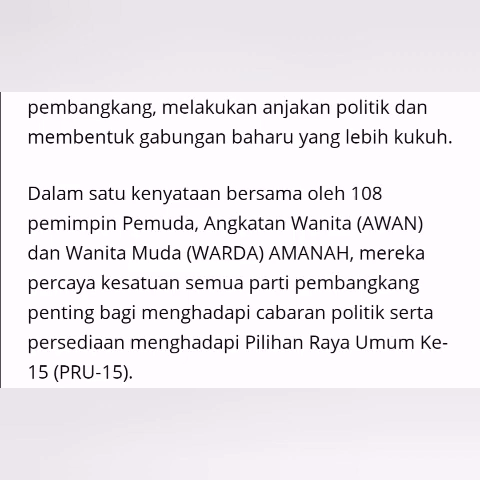 pembangkang, melakukan anjakan politik dan
membentuk gabungan baharu yang lebih kukuh.
Dalam satu kenyataan bersama oleh 108
pemimpin Pemuda, Angkatan Wanita (AWAN)
dan Wanita Muda (WARDA) AMANAH, mereka
percaya kesatuan semua parti pembangkang
penting bagi menghadapi cabaran politik serta
persediaan menghadapi Pilihan Raya Umum Ke-
15 (PRU-15).